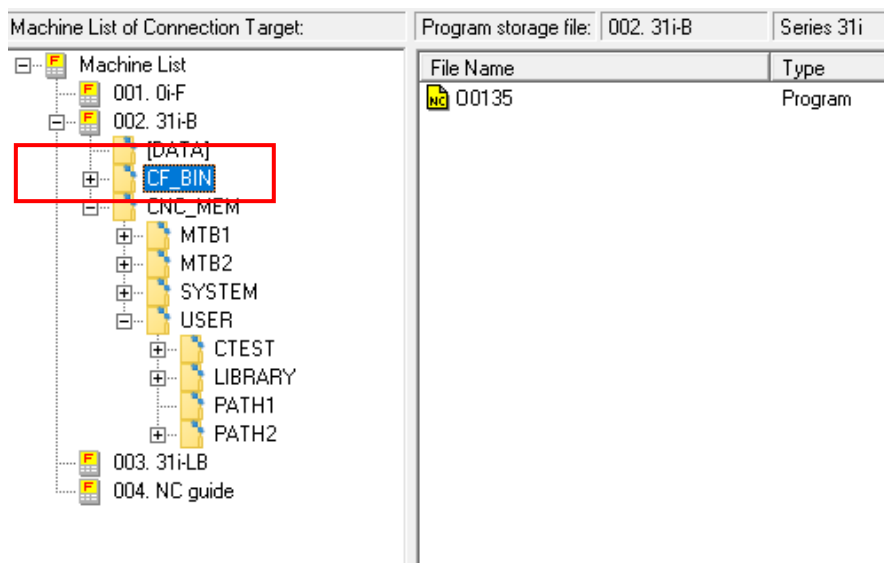 Machine List of Connection Target:
Program storage file: 002. 31i-B Series 31i
Machine List
001. 0i-F
002. 31i-B
[DATA]
CF_BIN
CNC_MEM
MTB1
MTB2
SYSTEM
USER
CTEST
LIBRARY
PATH1
PATH2
003. 31i-LB
004. NC guide
File Name Type
O0135 Program